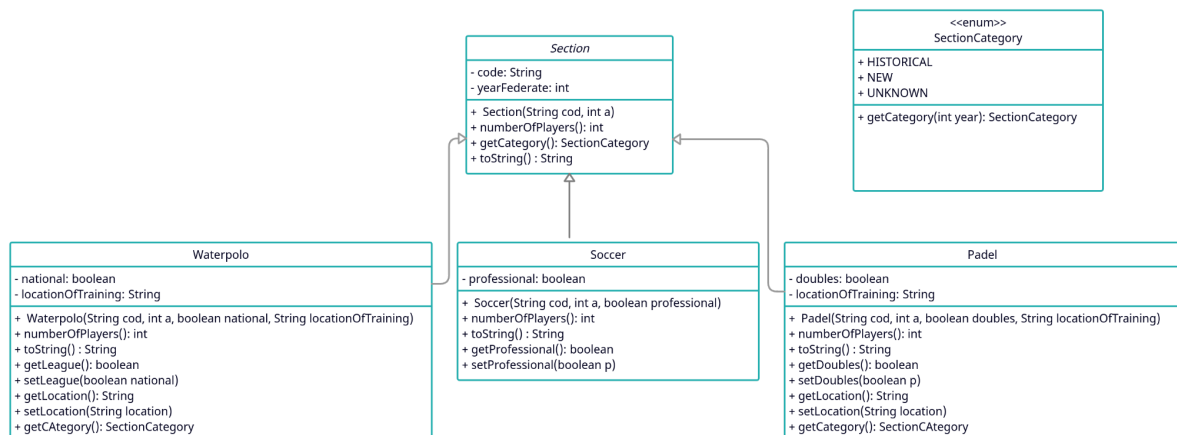 <<enum>>
SectionCategory
+ HISTORICAL
+ NEW
+ UNKNOWN
+ getCategory(int year): SectionCategory
Section
- code: String
- yearFederate: int
+  Section(String cod, int a)
+ numberOfPlayers(): int
+ getCategory(): SectionCategory
+ toString() : String
Waterpolo
- national: boolean
- locationOfTraining: String
+  Waterpolo(String cod, int a, boolean national, String locationOfTraining)
+ numberOfPlayers(): int
+ toString() : String
+ getLeague(): boolean
+ setLeague(boolean national)
+ getLocation(): String
+ setLocation(String location)
+ getCAtegory(): SectionCategory
Soccer
- professional: boolean
+  Soccer(String cod, int a, boolean professional)
+ numberOfPlayers(): int
+ toString() : String
+ getProfessional(): boolean
+ setProfessional(boolean p)
Padel
- doubles: boolean
- locationOfTraining: String
+  Padel(String cod, int a, boolean doubles, String locationOfTraining)
+ numberOfPlayers(): int
+ toString() : String
+ getDoubles(): boolean
+ setDoubles(boolean p)
+ getLocation(): String
+ setLocation(String location)
+ getCategory(): SectionCAtegory